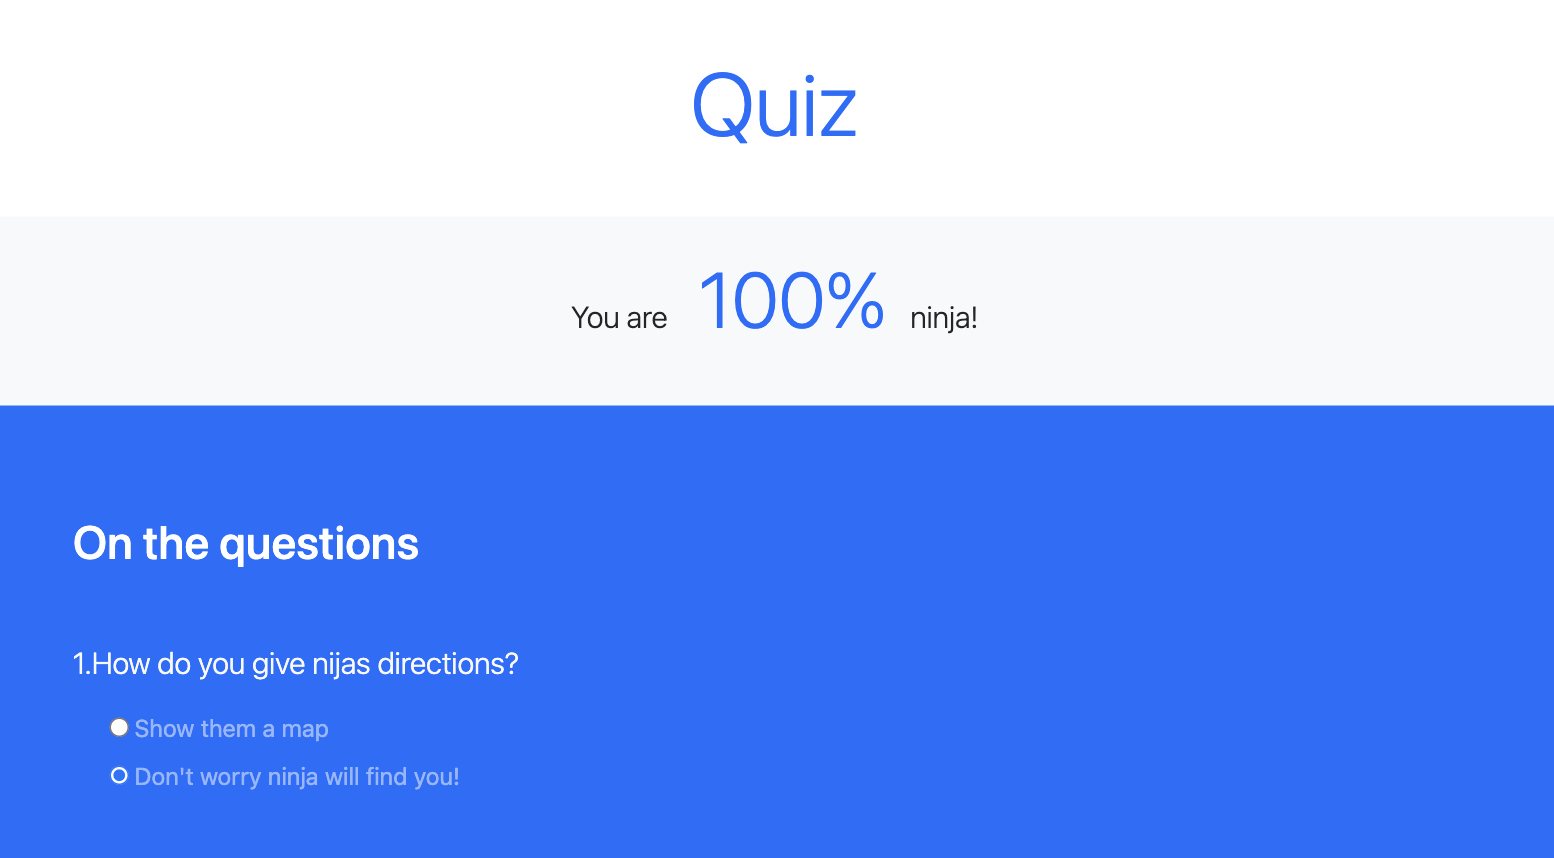 Quiz
You are 100% ninja!
On the questions
1.How do you give nijas directions?
Show them a map
Don't worry ninja will find you!